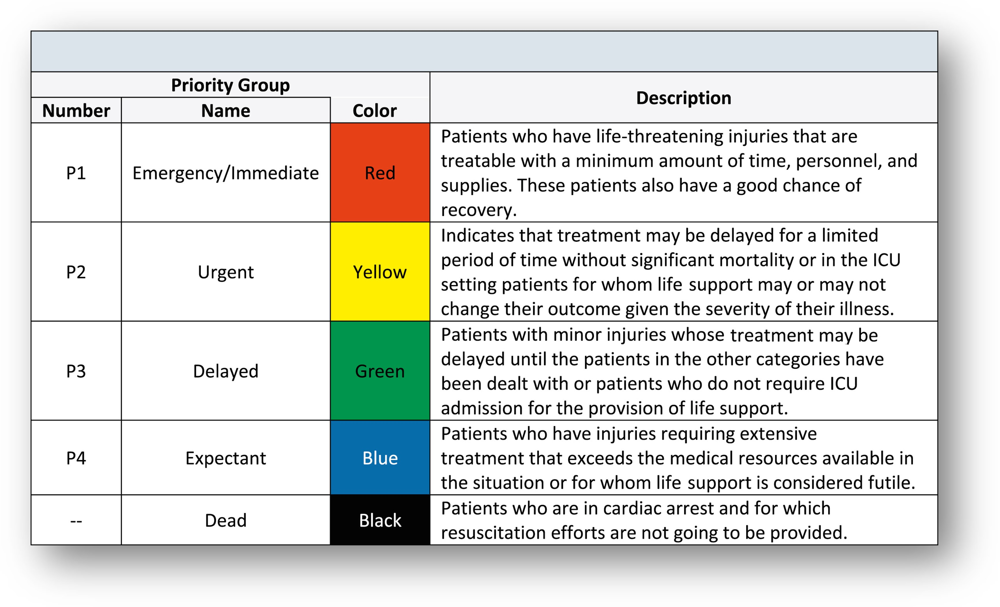 Priority Group
Description
Number Name Color
P1 Emergency/Immediate Red
Patients who have life-threatening injuries that are
treatable with a minimum amount of time, personnel, and
supplies. These patients also have a good chance of
recovery.
P2 Urgent Yellow
Indicates that treatment may be delayed for a limited
period of time without significant mortality or in the ICU
setting patients for whom life support may or may not
change their outcome given the severity of their illness.
P3 Delayed Green
Patients with minor injuries whose treatment may be
delayed until the patients in the other categories have
been dealt with or patients who do not require ICU
admission for the provision of life support.
P4 Expectant Blue
Patients who have injuries requiring extensive
treatment that exceeds the medical resources available in
the situation or for whom life support is considered futile.
-- Dead Black
Patients who are in cardiac arrest and for which
resuscitation efforts are not going to be provided.